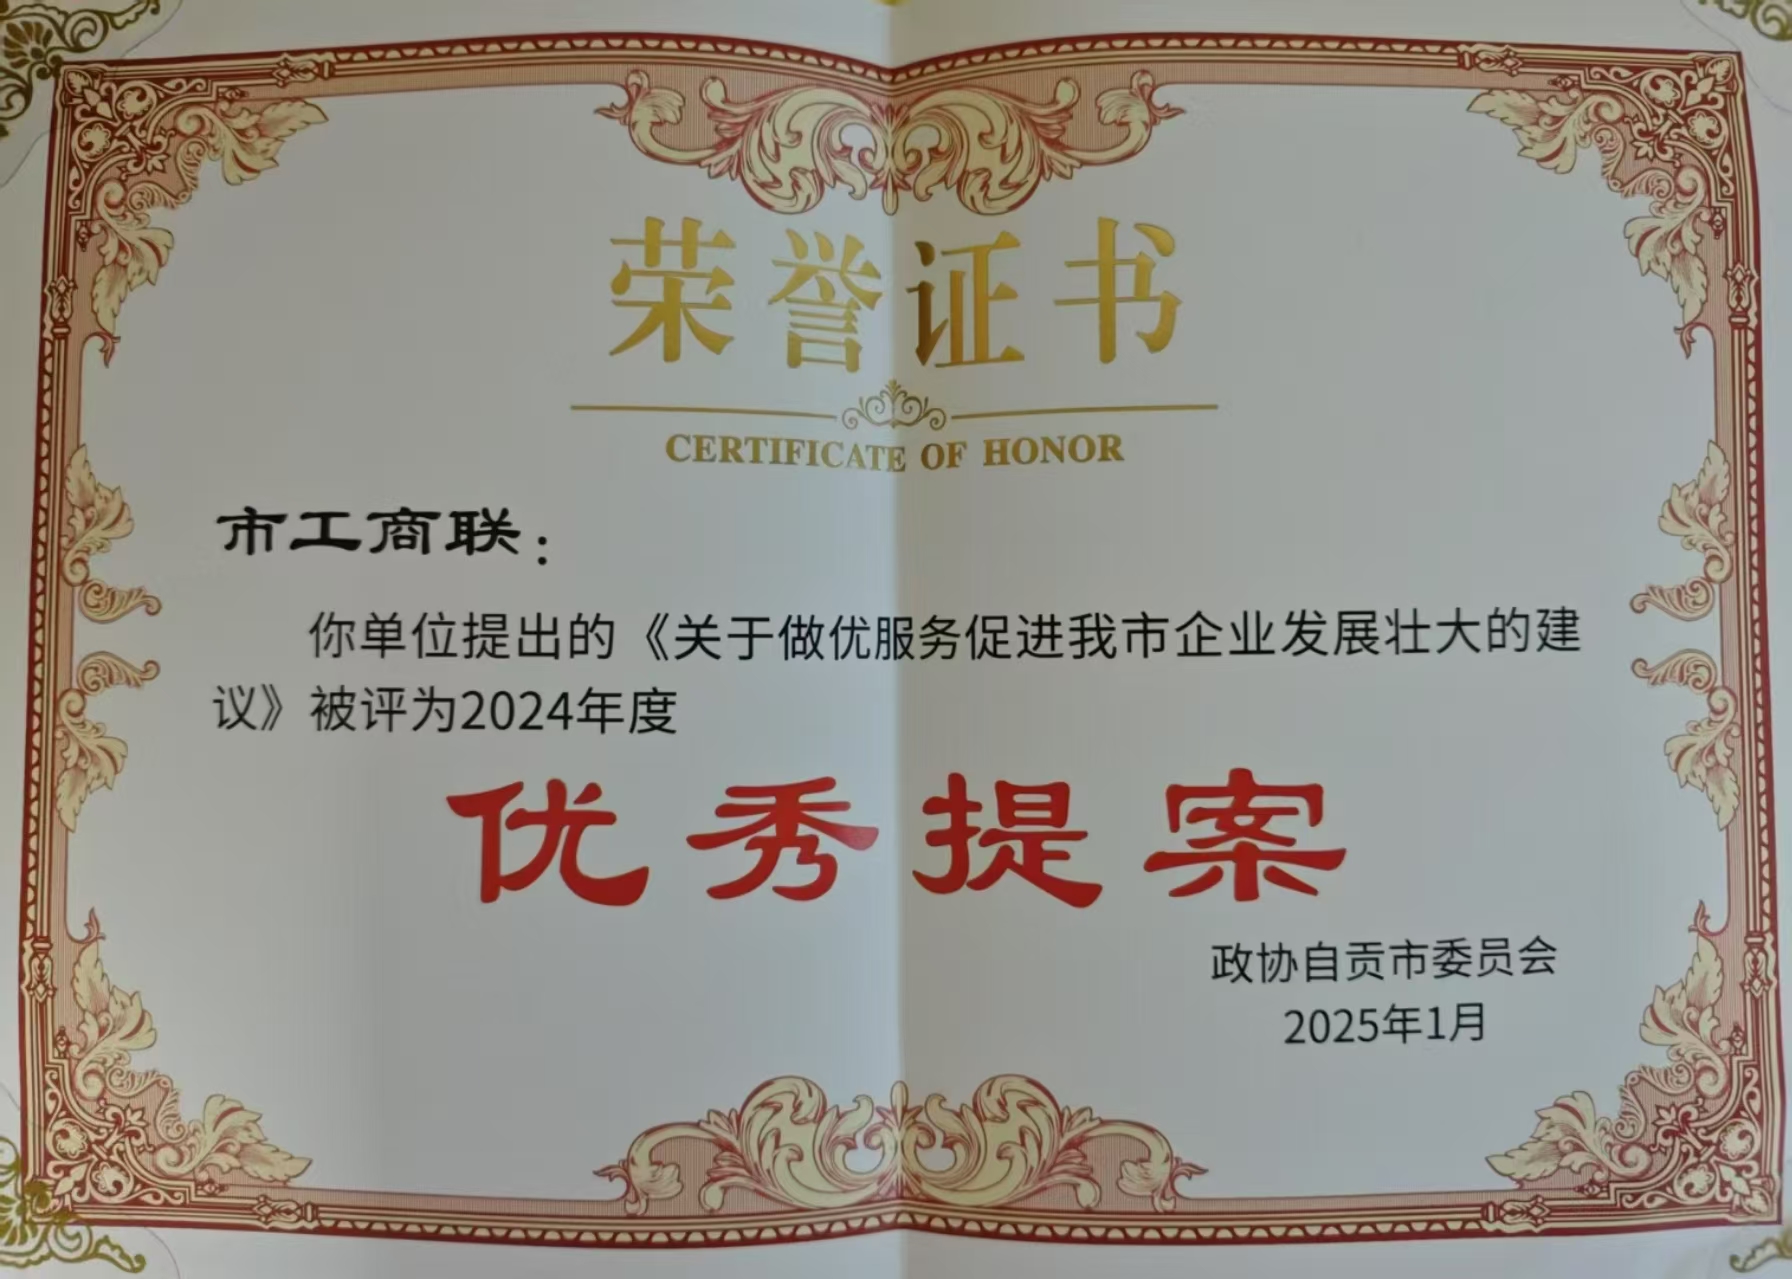 荣誉证书
CERTIFICATE OF HONOR
市工商联：
你单位提出的《关于做优服务促进我市企业发展壮大的建
议》被评为2024年度
优秀提案
政协自贡市委员会
2025年1月